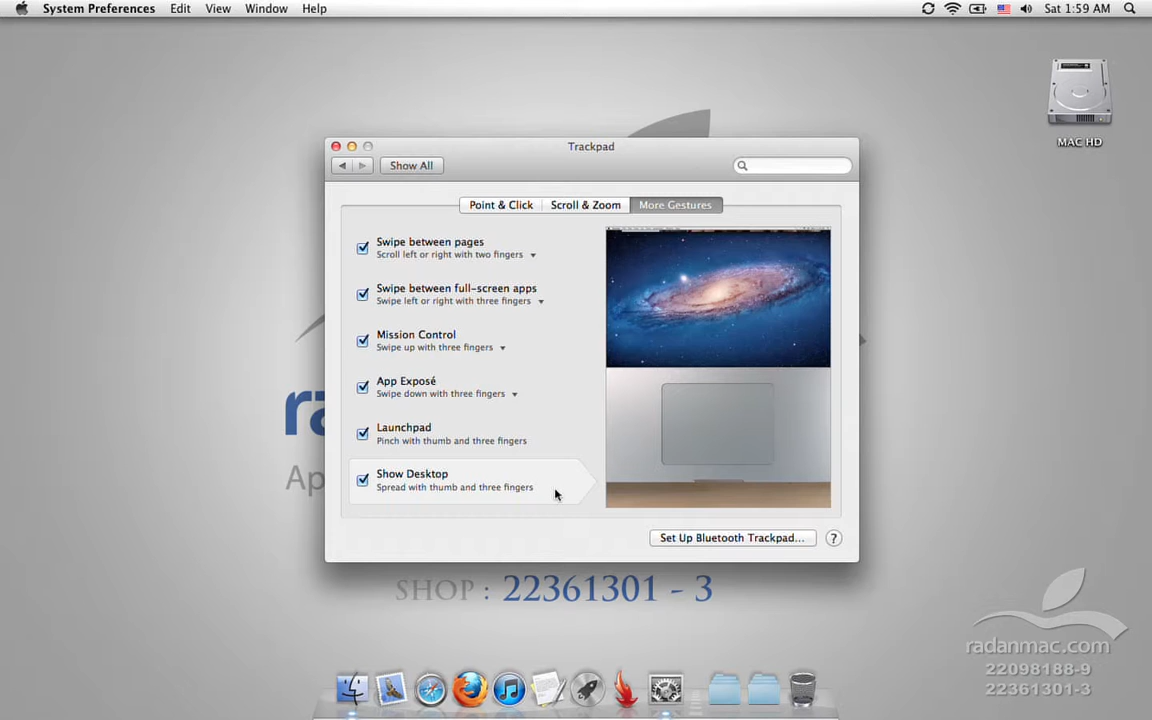 System Preferences Edit View Window Help Sat 1:59 AM
MAC HD
Trackpad
Show All
Point & Click Scroll & Zoom More Gestures
Swipe between pages
Scroll left or right with two fingers
Swipe between full-screen apps
Swipe left or right with three fingers
Mission Control
Swipe up with three fingers
App Exposé
Swipe down with three fingers
Launchpad
Pinch with thumb and three fingers
Show Desktop
Spread with thumb and three fingers
Set Up Bluetooth Trackpad... ?
SHOP : 22361301 - 3
radanmac.com
22098188-9
22361301-3